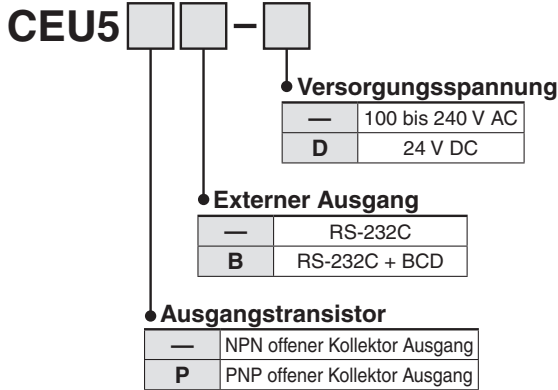 CEU5 –
Versorgungsspannung
— 100 bis 240 V AC
D 24 V DC
Externer Ausgang
— RS-232C
B RS-232C + BCD
Ausgangstransistor
— NPN offener Kollektor Ausgang
P PNP offener Kollektor Ausgang